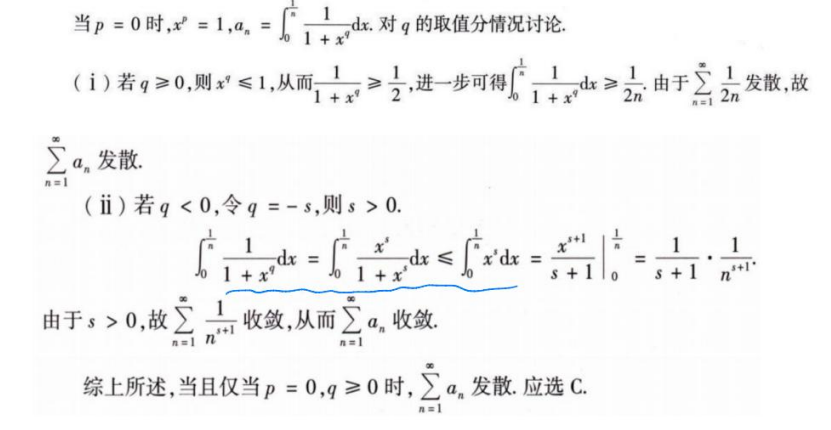 当 p = 0 时,x^p = 1,a_n = ∫_0^{1/n} 1/(1 + x^q) dx. 对 q 的取值分情况讨论.
(ⅰ) 若 q ≥ 0,则 x^q ≤ 1,从而 1/(1 + x^q) ≥ 1/2,进一步可得 ∫_0^{1/n} 1/(1 + x^q) dx ≥ 1/(2n). 由于 ∑_{n=1}^∞ 1/(2n) 发散,故
∑_{n=1}^∞ a_n 发散.
(ⅱ) 若 q < 0,令 q = - s,则 s > 0.
∫_0^{1/n} 1/(1 + x^q) dx = ∫_0^{1/n} x^s/(1 + x^s) dx ≤ ∫_0^{1/n} x^s dx = x^{s+1}/(s + 1) |_0^{1/n} = 1/(s + 1) · 1/n^{s+1}.
由于 s > 0,故 ∑_{n=1}^∞ 1/n^{s+1} 收敛,从而 ∑_{n=1}^∞ a_n 收敛.
综上所述,当且仅当 p = 0,q ≥ 0 时, ∑_{n=1}^∞ a_n 发散. 应选 C.